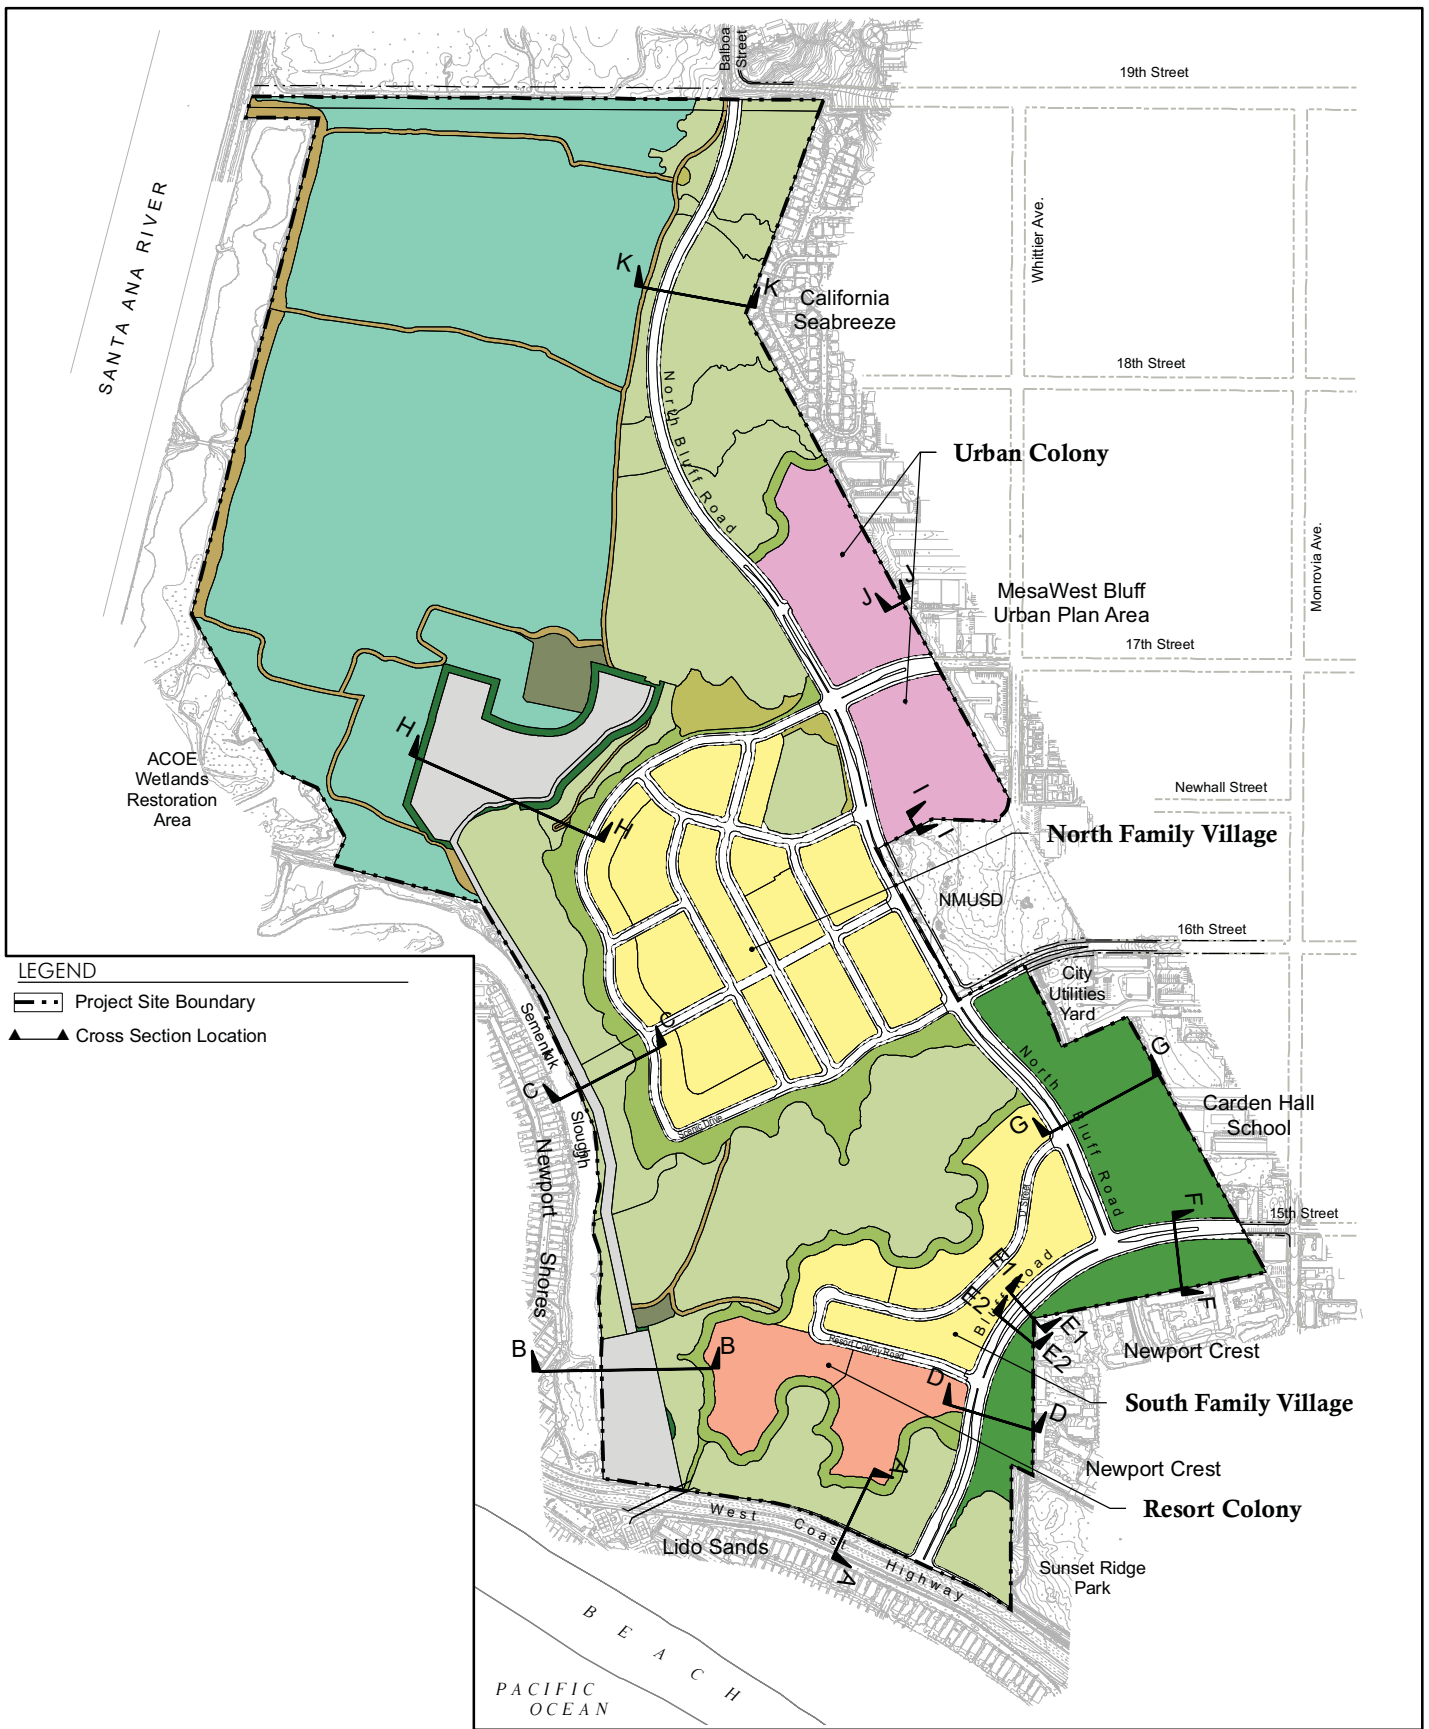 Balboa
Street
19th Street
SANTA ANA RIVER
Whittier Ave.
K
K
California
Seabreeze
18th Street
North Bluff Road
Urban Colony
Monrovia Ave.
J
J
MesaWest Bluff
Urban Plan Area
17th Street
H
ACOE
Wetlands
Restoration
Area
Newhall Street
I
I
H
North Family Village
NMUSD
16th Street
LEGEND
Project Site Boundary
Cross Section Location
City
Utilities
Yard
Semeniuk
Slough
C
C
North Bluff Road
G
G
Carden Hall
School
Scenic Drive
Newport Shores
F
15th Street
F
Bluff Road
E1
E2
E1
E2
Newport Crest
B
B
Resort Colony Road
D
D
South Family Village
Newport Crest
A
Resort Colony
West Coast Highway
Lido Sands
A
Sunset Ridge
Park
BEACH
PACIFIC
OCEAN